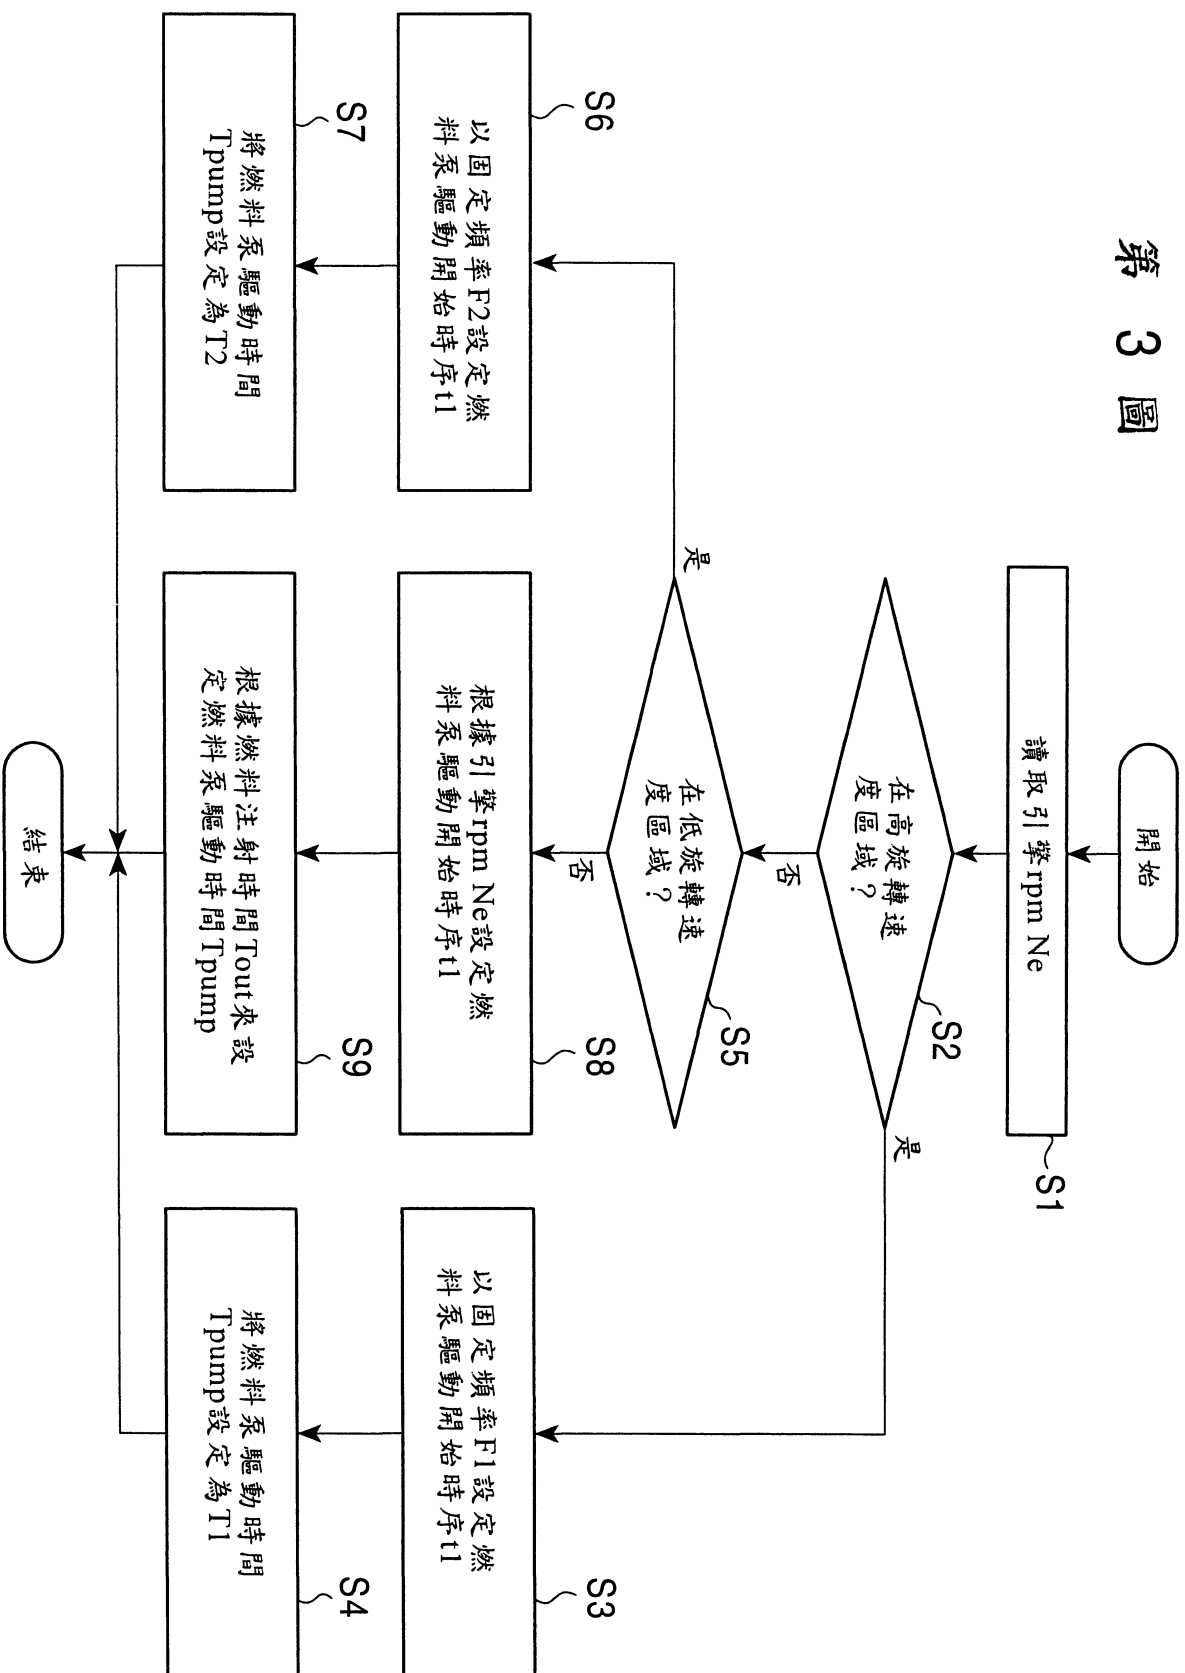 第 3 圖
開始
讀取引擎rpm Ne
S1
在高旋轉速
度區域？
S2
是
否
在低旋轉速
度區域？
S5
是
否
以固定頻率F2設定燃
料泵驅動開始時序t1
S6
根據引擎rpm Ne設定燃
料泵驅動開始時序t1
S8
以固定頻率F1設定燃
料泵驅動開始時序t1
S3
將燃料泵驅動時間
Tpump設定為T2
S7
根據燃料注射時間Tout來設
定燃料泵驅動時間Tpump
S9
將燃料泵驅動時間
Tpump設定為T1
S4
結束